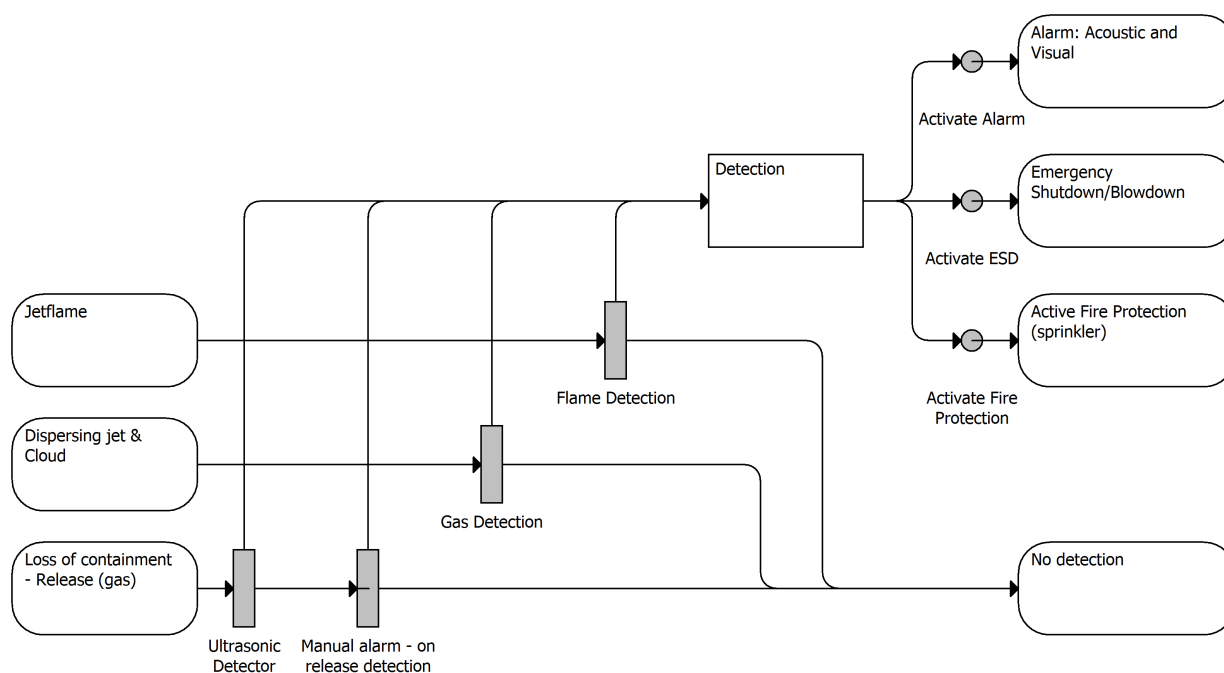 Alarm: Acoustic and
Visual
Activate Alarm
Detection
Emergency
Shutdown/Blowdown
Activate ESD
Jetflame
Active Fire Protection
(sprinkler)
Flame Detection
Activate Fire
Protection
Dispersing jet &
Cloud
Gas Detection
Loss of containment
- Release (gas)
No detection
Ultrasonic
Detector
Manual alarm - on
release detection